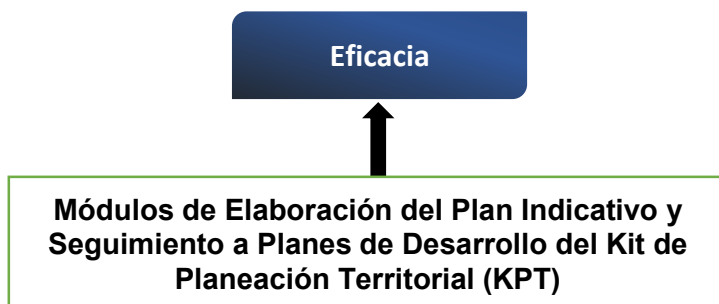 Eficacia
Módulos de Elaboración del Plan Indicativo y
Seguimiento a Planes de Desarrollo del Kit de
Planeación Territorial (KPT)